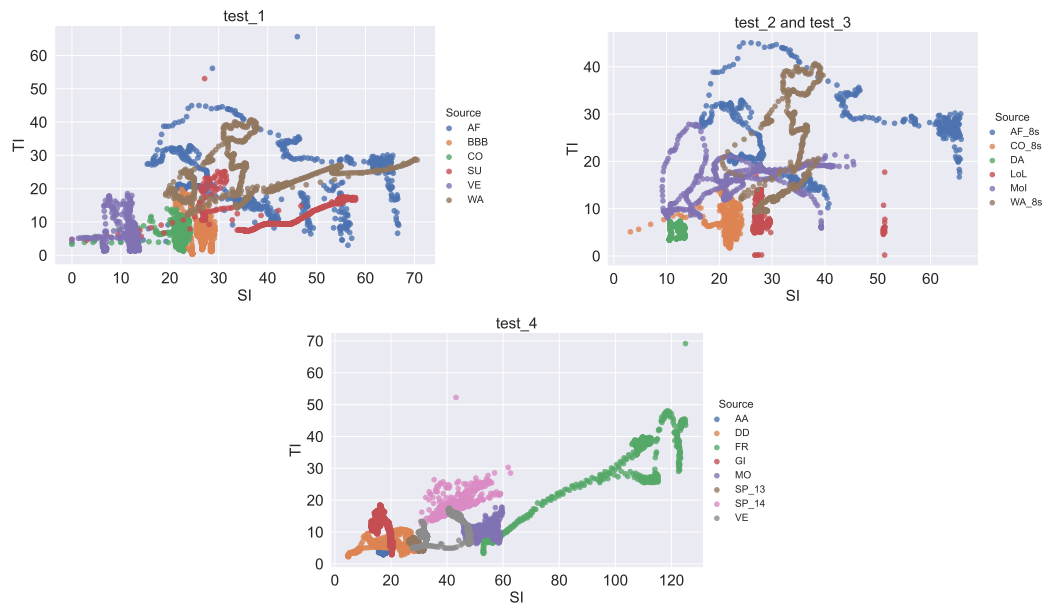 test_1
60
50
40
30
20
10
0
TI
0 10 20 30 40 50 60 70
SI
Source
AF
BBB
CO
SU
VE
WA
test_2 and test_3
40
30
20
10
0
TI
0 10 20 30 40 50 60
SI
Source
AF_8s
CO_8s
DA
LoL
Mol
WA_8s
test_4
70
60
50
40
30
20
10
0
TI
0 20 40 60 80 100 120
SI
Source
AA
DD
FR
GI
MO
SP_13
SP_14
VE